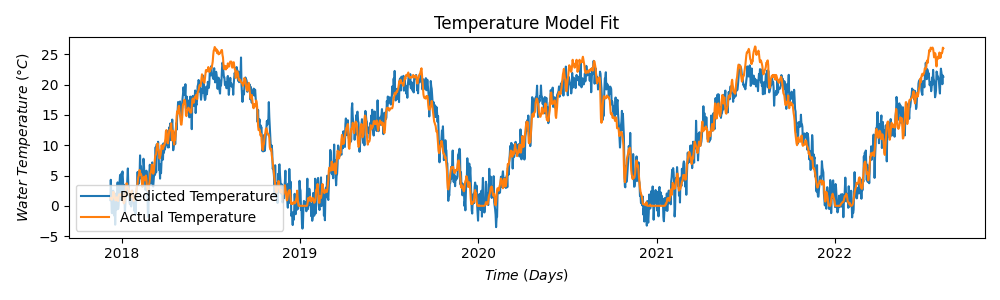 Temperature Model Fit
Water Temperature (°C)
25
20
15
10
5
0
−5
Predicted Temperature
Actual Temperature
2018 2019 2020 2021 2022
Time (Days)